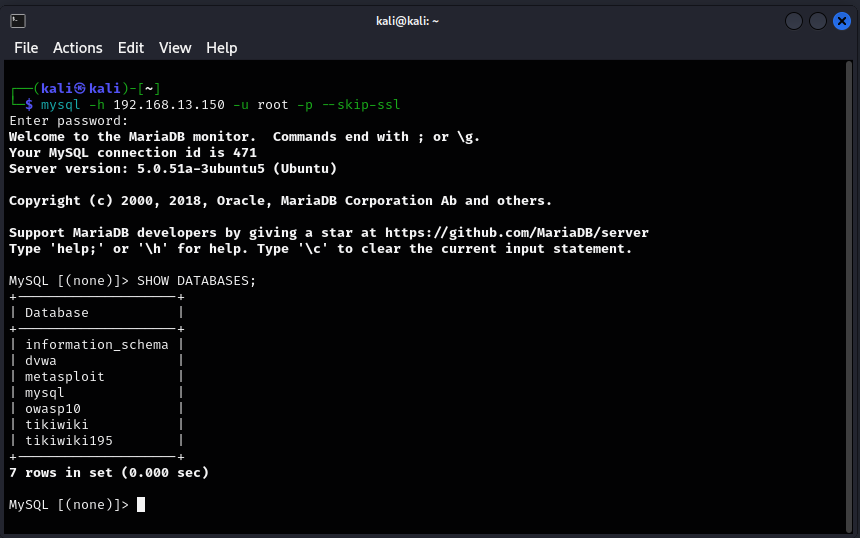 kali@kali: ~
File Actions Edit View Help
┌──(kali㉿kali)-[~]
└─$ mysql -h 192.168.13.150 -u root -p --skip-ssl
Enter password:
Welcome to the MariaDB monitor.  Commands end with ; or \g.
Your MySQL connection id is 471
Server version: 5.0.51a-3ubuntu5 (Ubuntu)
Copyright (c) 2000, 2018, Oracle, MariaDB Corporation Ab and others.
Support MariaDB developers by giving a star at https://github.com/MariaDB/server
Type 'help;' or '\h' for help. Type '\c' to clear the current input statement.
MySQL [(none)]> SHOW DATABASES;
+--------------------+
| Database           |
+--------------------+
| information_schema |
| dvwa               |
| metasploit         |
| mysql              |
| owasp10            |
| tikiwiki           |
| tikiwiki195        |
+--------------------+
7 rows in set (0.000 sec)
MySQL [(none)]>